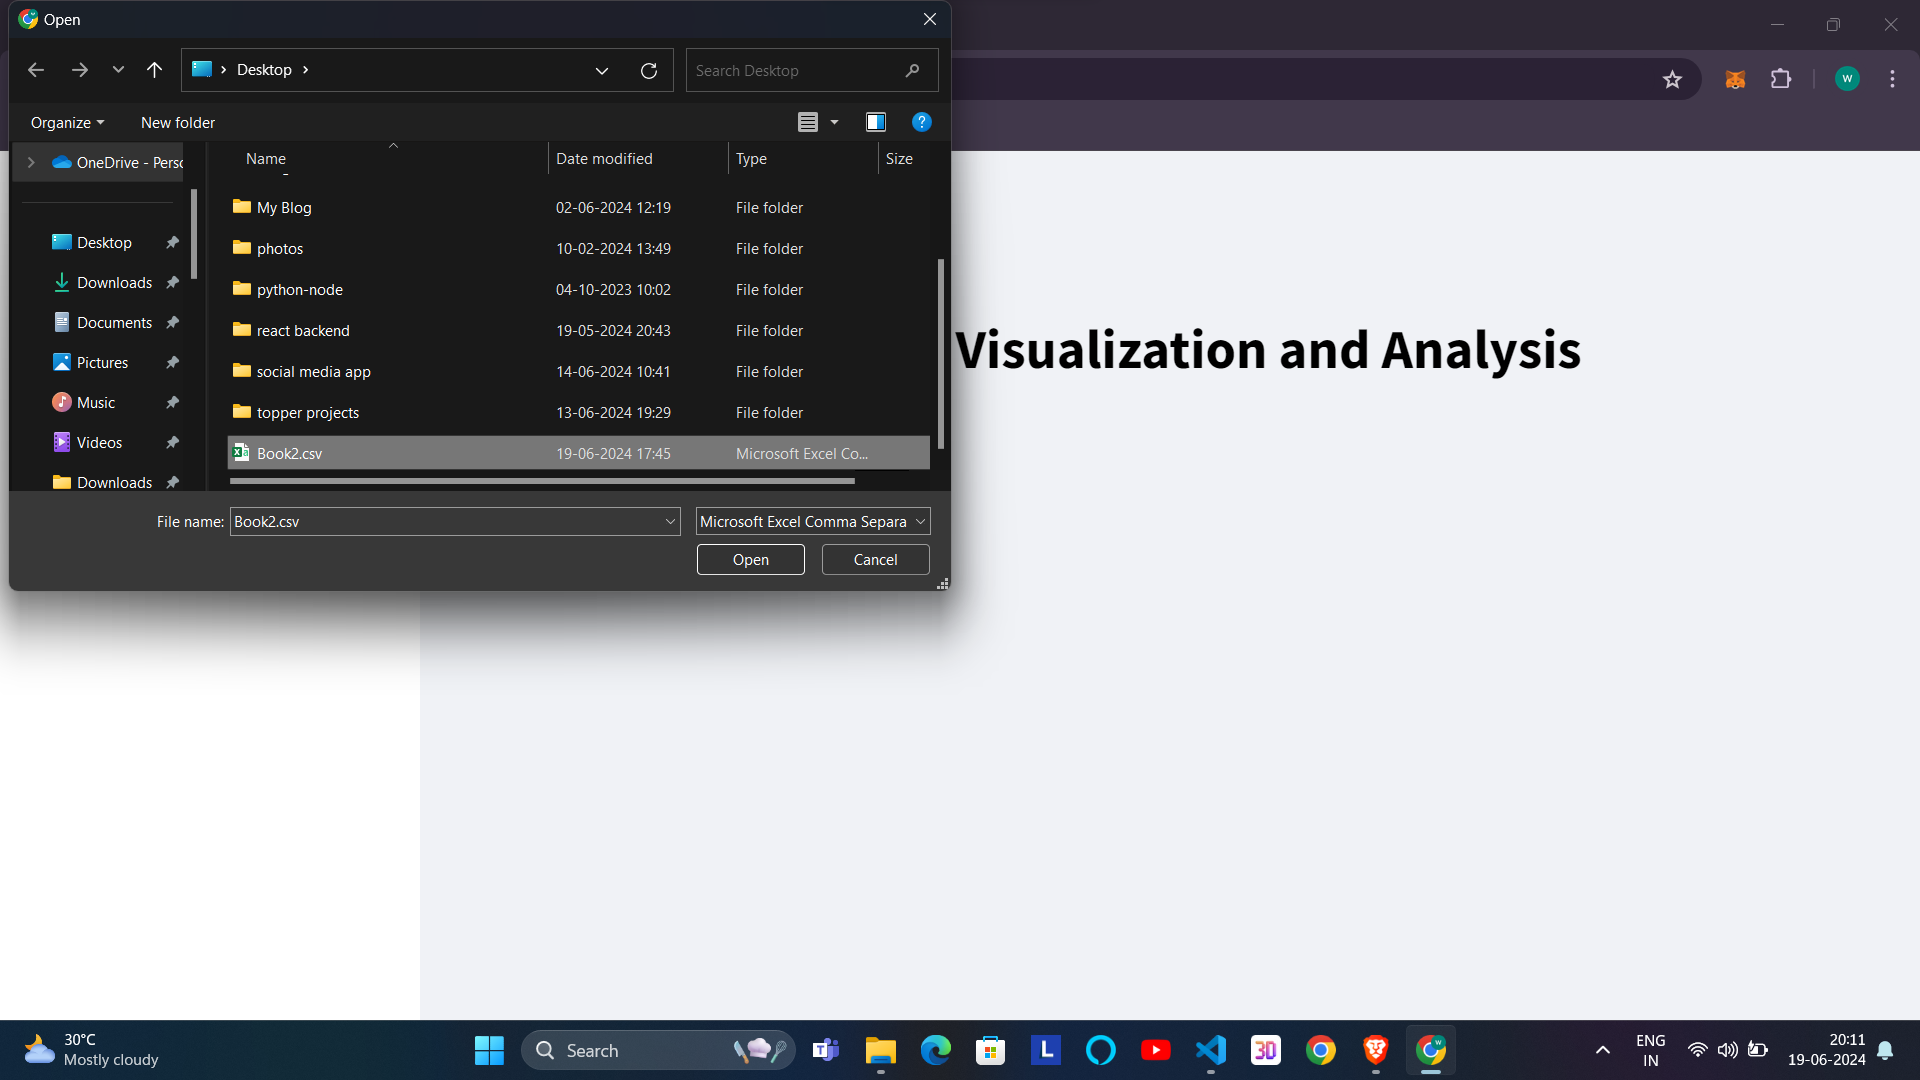 Open
Desktop
Search Desktop
Organize
New folder
Name
Date modified
Type
Size
OneDrive - Persc
My Blog 02-06-2024 12:19 File folder
photos 10-02-2024 13:49 File folder
python-node 04-10-2023 10:02 File folder
react backend 19-05-2024 20:43 File folder
social media app 14-06-2024 10:41 File folder
topper projects 13-06-2024 19:29 File folder
Book2.csv 19-06-2024 17:45 Microsoft Excel Co...
Desktop
Downloads
Documents
Pictures
Music
Videos
Downloads
File name: Book2.csv
Microsoft Excel Comma Separa
Open
Cancel
W
Visualization and Analysis
30°C
Mostly cloudy
Search
T
L
30
W
ENG
IN
20:11
19-06-2024